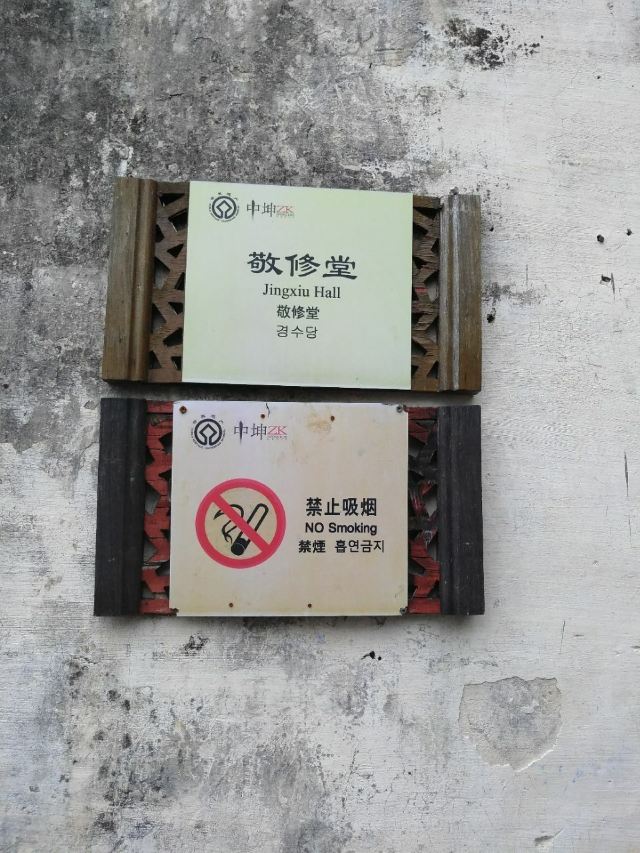 中坤ZK
敬修堂
Jingxiu Hall
敬修堂
경수당
中坤ZK
禁止吸烟
NO Smoking
禁煙 흡연금지